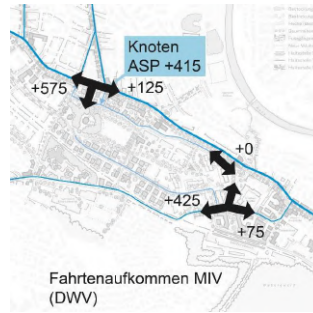 Knoten
ASP +415
+575
+125
+0
+425
+75
Fahrtenaufkommen MIV
(DWV)